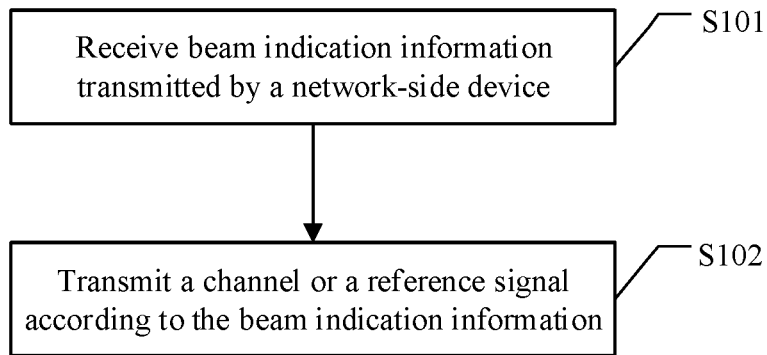 Receive beam indication information
transmitted by a network-side device
S101
Transmit a channel or a reference signal
according to the beam indication information
S102